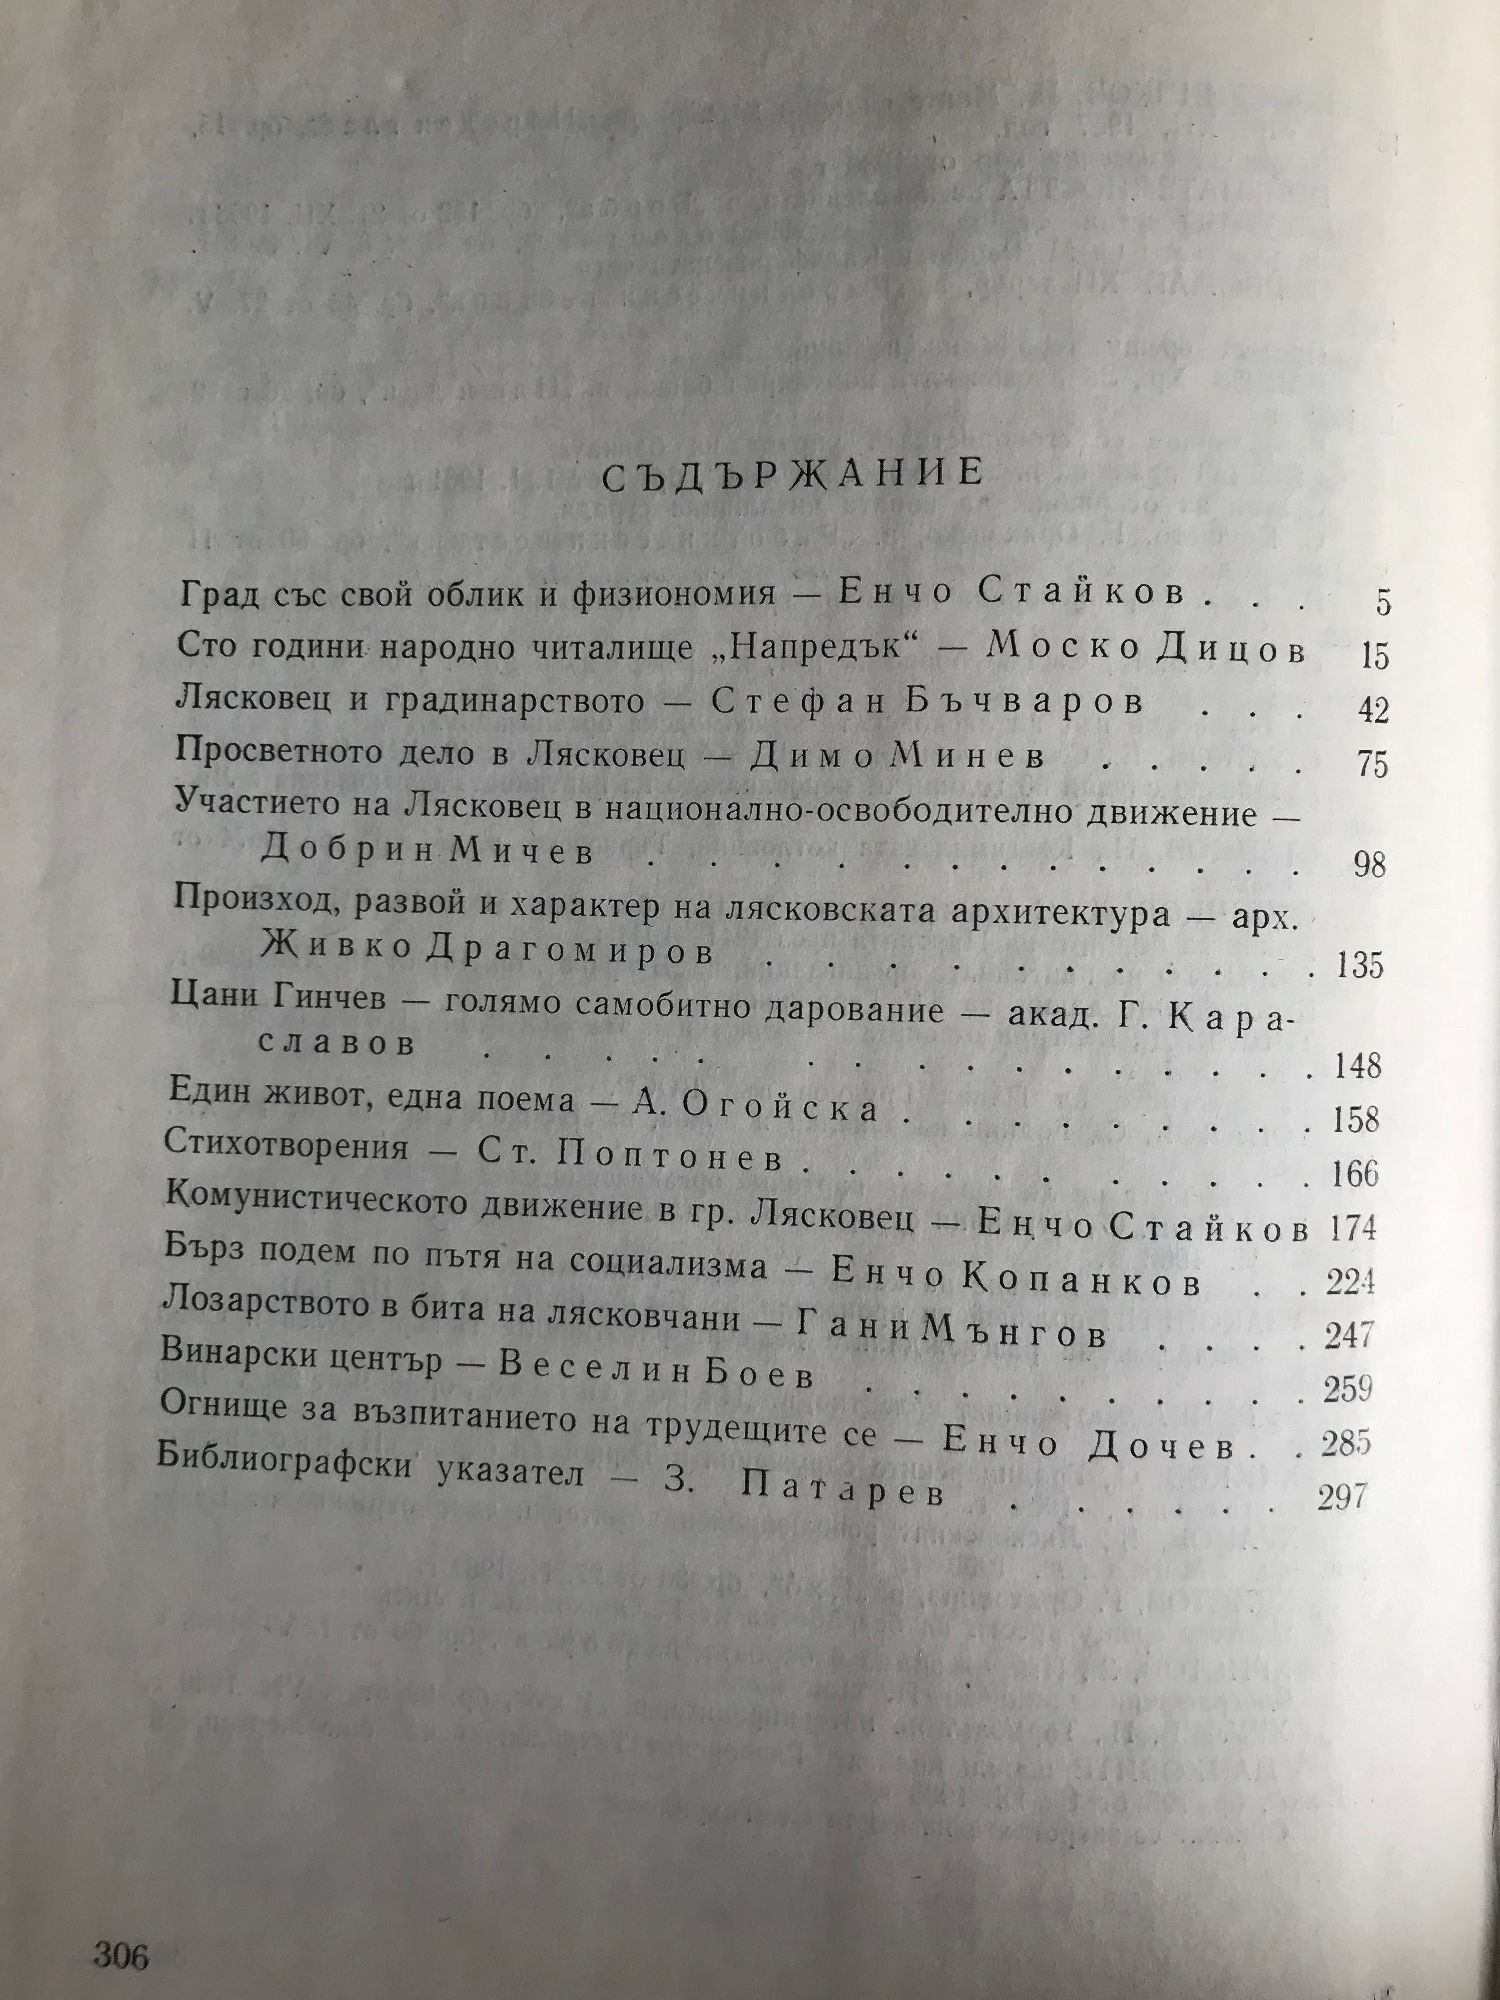 СЪДЪРЖАНИЕ
Град със свой облик и физиономия — Енчо Стайков . . . 5
Сто години народно читалище „Напредък“ — Моско Дицов 15
Лясковец и градинарството — Стефан Бъчваров . . . 42
Просветното дело в Лясковец — Димо Минев . . . . . 75
Участието на Лясковец в национално-освободително движение —
Добрин Мичев . . . . . . . . . . . 98
Произход, развой и характер на лясковската архитектура — арх.
Живко Драгомиров . . . . . . . . . . 135
Цани Гинчев — голямо самобитно дарование — акад. Г. Кара-
славов . . . . . . . . . . . . . 148
Един живот, една поема — А. Огойска . . . . . . . . 158
Стихотворения — Ст. Поптонев . . . . . . . . . . 166
Комунистическото движение в гр. Лясковец — Енчо Стайков 174
Бърз подем по пътя на социализма — Енчо Копанков . . 224
Лозарството в бита на лясковчани — Гани Мънгов . . . . 247
Винарски център — Веселин Боев . . . . . . . . . . 259
Огнище за възпитанието на трудещите се — Енчо Дочев . . 285
Библиографски указател — З. Патарев . . . . . 297
306